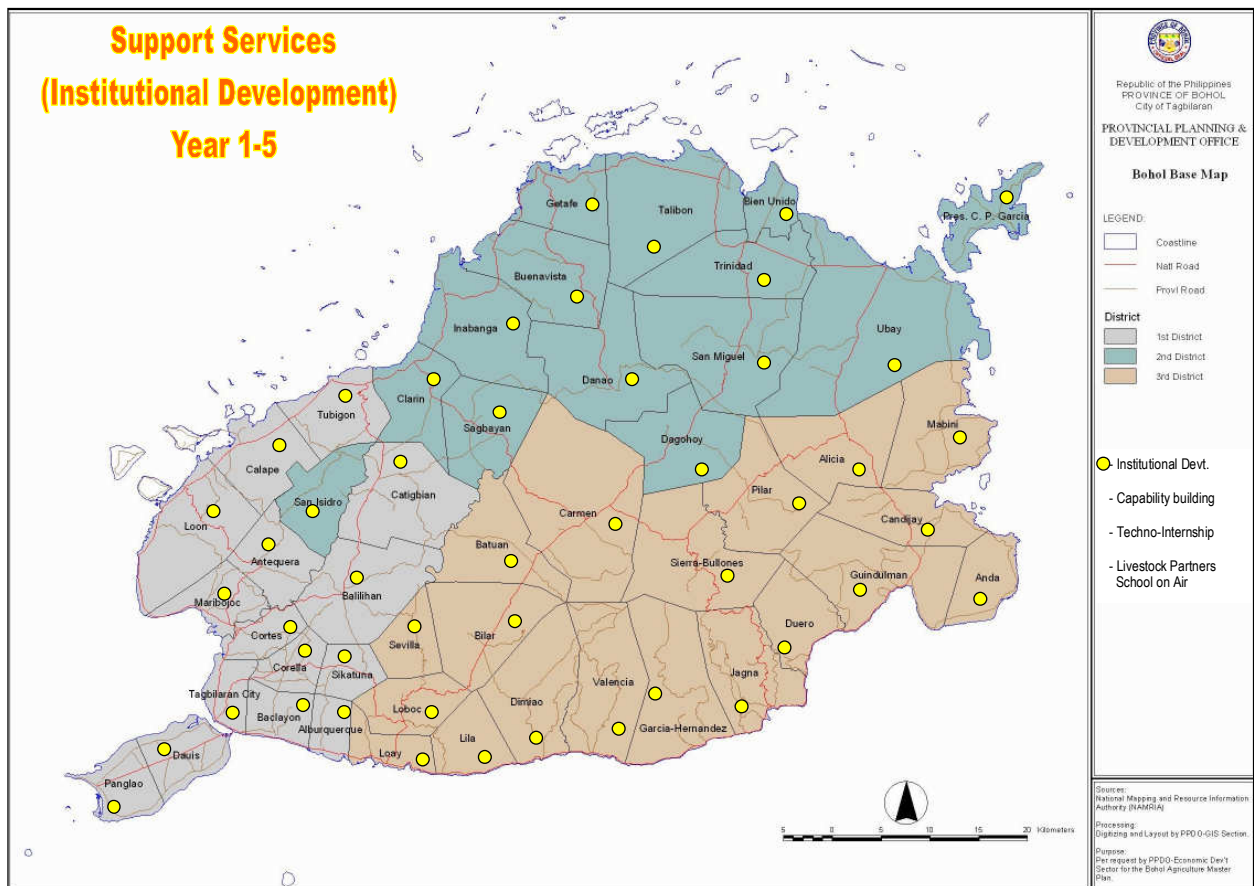 Support Services
(Institutional Development)
Year 1-5
Republic of the Philippines
PROVINCE OF BOHOL
City of Tagbilaran
PROVINCIAL PLANNING &
DEVELOPMENT OFFICE
Bohol Base Map
LEGEND:
Coastline
Natl Road
Provl Road
District
1st District
2nd District
3rd District
- Institutional Devt.
- Capability building
- Techno-Internship
- Livestock Partners
School on Air
Getafe
Talibon
Bien Unido
Pres. C. P. Garcia
Buenavista
Trinidad
Inabanga
Ubay
San Miguel
Danao
Clarin
Tubigon
Sagbayan
Mabini
Dagohoy
Calape
Alicia
Catigbian
San Isidro
Pilar
Loon
Carmen
Candijay
Batuan
Antequera
Sierra-Bullones
Guindulman
Anda
Balilihan
Maribojoc
Duero
Cortes
Sevilla
Bilar
Corella
Sikatuna
Jagna
Valencia
Tagbilaran City
Dimiao
Loboc
Baclayon
Alburquerque
Garcia-Hernandez
Lila
Loay
Dauis
Panglao
5 0 5 10 15 20 Kilometers
Sources:
National Mapping and Resource Information
Authority (NAMRIA)
Processing:
Digitizing and Layout by PPDO-GIS Section.
Purpose:
Per request by PPDO-Economic Dev't
Sector for the Bohol Agriculture Master
Plan.